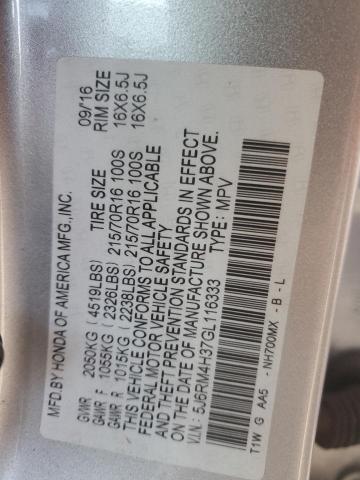 MFD.BY HONDA OF AMERICA MFG.,INC. 09/16
GVWR 2050KG ( 4519LBS) TIRE SIZE RIM SIZE
GAWR F 1055KG ( 2326LBS) 215/70R16 100S 16X6.5J
GAWR R 1015KG ( 2238LBS) 215/70R16 100S 16X6.5J
THIS VEHICLE CONFORMS TO ALL APPLICABLE
FEDERAL MOTOR VEHICLE SAFETY AND
THEFT PREVENTION STANDARDS IN EFFECT
ON THE DATE OF MANUFACTURE SHOWN ABOVE.
V.I.N.: 5J6RM4H37GL116333 TYPE: MPV
T1W G AA5 - NH700MX - B - L